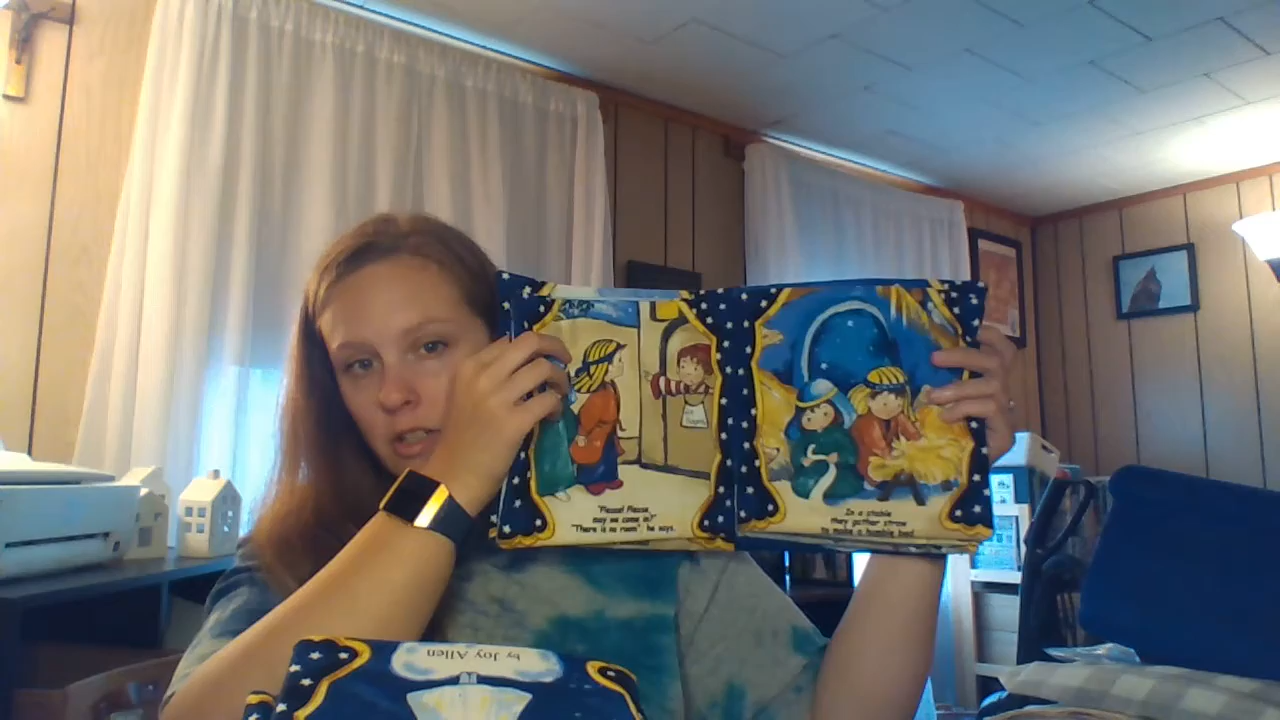 "Please! Please,
may we come in?"
"There is no room" he says.
In a stable
they gather straw
to make a humble bed.
by Joy Allen